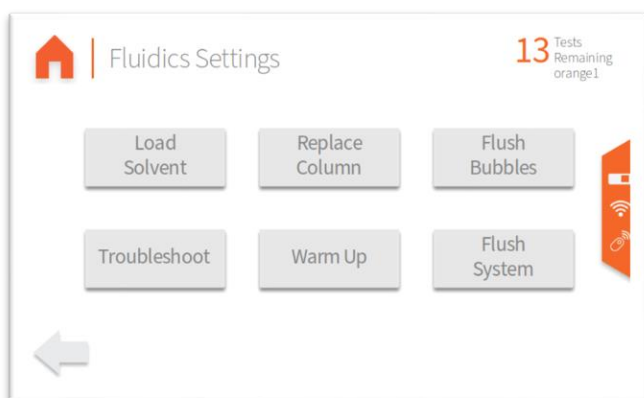 Fluidics Settings
13 Tests
Remaining
orange1
Load
Solvent
Replace
Column
Flush
Bubbles
Troubleshoot
Warm Up
Flush
System